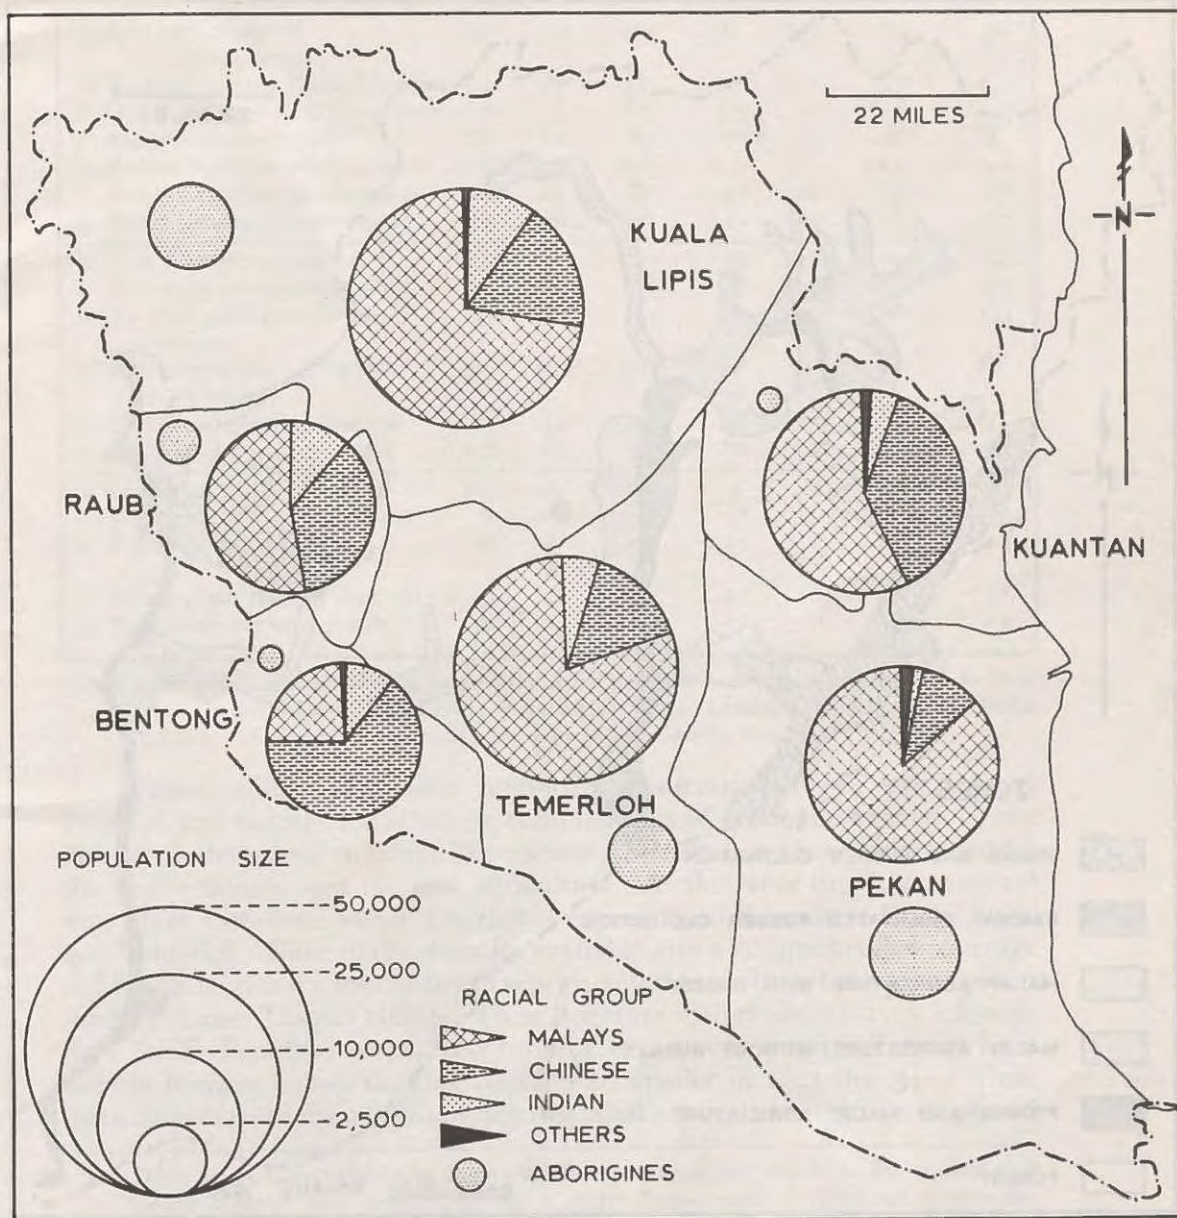 22 MILES
N
KUALA
LIPIS
RAUB
KUANTAN
BENTONG
TEMERLOH
PEKAN
POPULATION SIZE
50,000
25,000
10,000
2,500
RACIAL GROUP
MALAYS
CHINESE
INDIAN
OTHERS
ABORIGINES